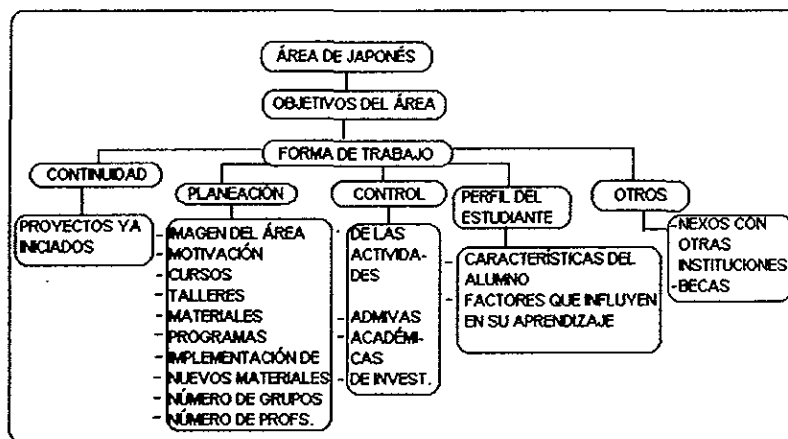 ÁREA DE JAPONÉS
OBJETIVOS DEL ÁREA
FORMA DE TRABAJO
CONTINUIDAD
PROYECTOS YA
INICIADOS
PLANEACIÓN
- IMAGEN DEL ÁREA
- MOTIVACIÓN
- CURSOS
- TALLERES
- MATERIALES
- PROGRAMAS
- IMPLEMENTACIÓN DE
- NUEVOS MATERIALES
- NÚMERO DE GRUPOS
- NÚMERO DE PROFS.
CONTROL
- DE LAS
ACTIVIDA-
DES
- ADMIVAS
- ACADÉMI-
CAS
- DE INVEST.
PERFIL DEL
ESTUDIANTE
- CARACTERÍSTICAS DEL
ALUMNO
- FACTORES QUE INFLUYEN
EN SU APRENDIZAJE
OTROS
- NEXOS CON
OTRAS
INSTITUCIONES
- BECAS